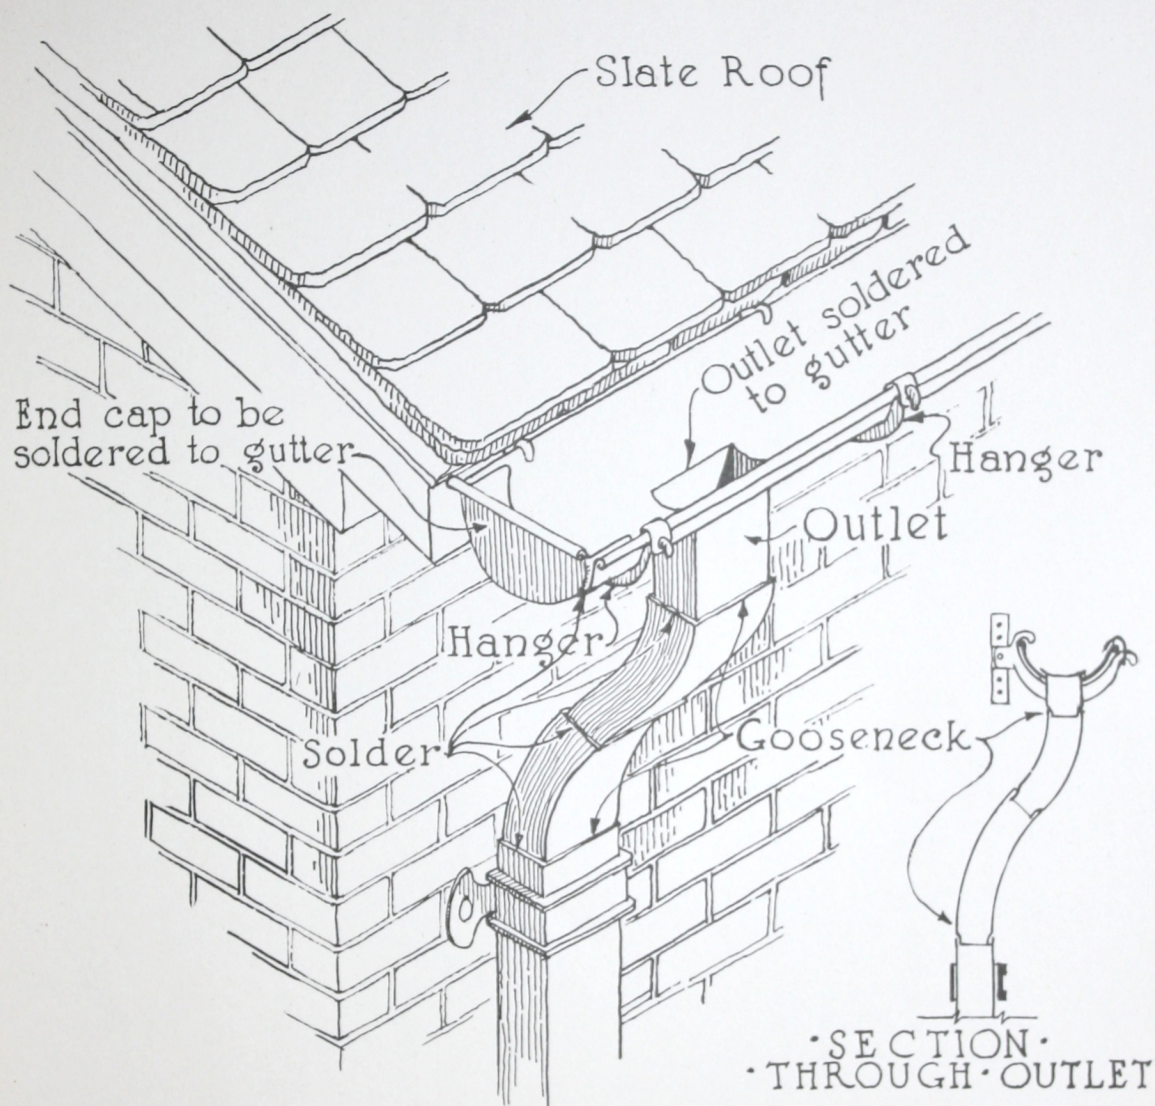 Slate Roof
Outlet soldered
to gutter
End cap to be
soldered to gutter
Hanger
Outlet
Hanger
Solder
Gooseneck
·SECTION·
·THROUGH·OUTLET